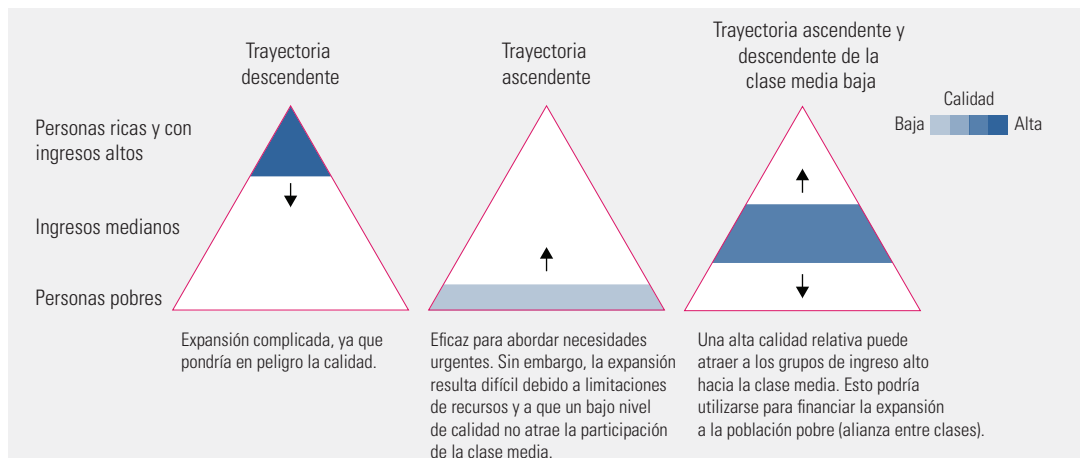 Trayectoria
descendente
Trayectoria
ascendente
Trayectoria ascendente y
descendente de la
clase media baja
Calidad
Baja
Alta
Personas ricas y con
ingresos altos
Ingresos medianos
Personas pobres
Expansión complicada, ya que
pondría en peligro la calidad.
Eficaz para abordar necesidades
urgentes. Sin embargo, la expansión
resulta difícil debido a limitaciones
de recursos y a que un bajo nivel
de calidad no atrae la participación
de la clase media.
Una alta calidad relativa puede
atraer a los grupos de ingreso alto
hacia la clase media. Esto podría
utilizarse para financiar la expansión
a la población pobre (alianza entre clases).